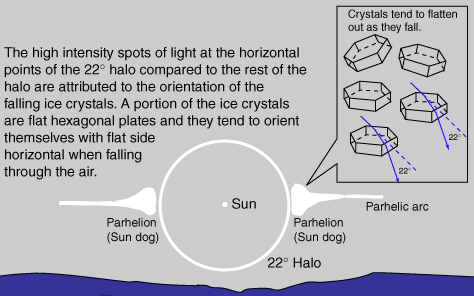 Crystals tend to flatten
out as they fall.
The high intensity spots of light at the horizontal
points of the 22° halo compared to the rest of the
halo are attributed to the orientation of the
falling ice crystals. A portion of the ice crystals
are flat hexagonal plates and they tend to orient
themselves with flat side
horizontal when falling
through the air.
22°
22°
Sun
Parhelion
(Sun dog)
Parhelion
(Sun dog)
Parhelic arc
22° Halo